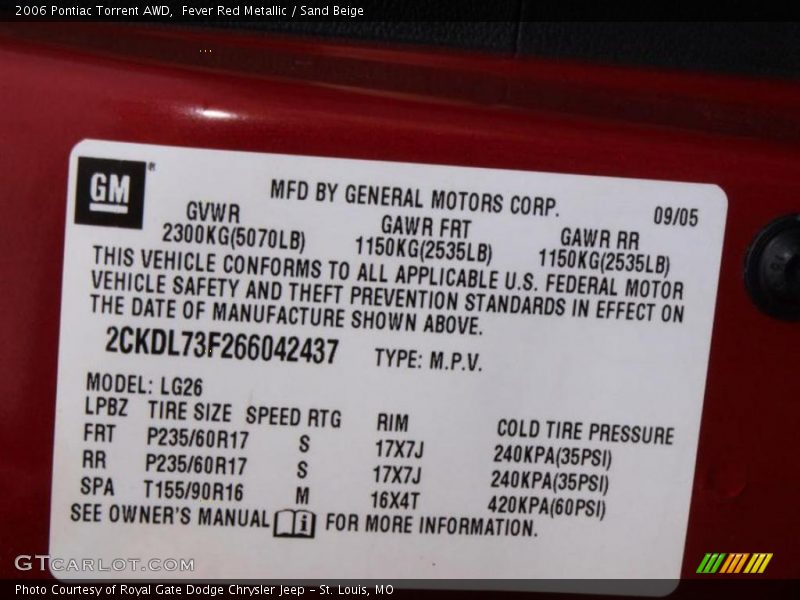 2006 Pontiac Torrent AWD,  Fever Red Metallic / Sand Beige
GM®
MFD BY GENERAL MOTORS CORP.
09/05
GVWR GAWR FRT GAWR RR
2300KG(5070LB) 1150KG(2535LB) 1150KG(2535LB)
THIS VEHICLE CONFORMS TO ALL APPLICABLE U.S. FEDERAL MOTOR
VEHICLE SAFETY AND THEFT PREVENTION STANDARDS IN EFFECT ON
THE DATE OF MANUFACTURE SHOWN ABOVE.
2CKDL73F266042437 TYPE: M.P.V.
MODEL: LG26
LPBZ TIRE SIZE SPEED RTG RIM COLD TIRE PRESSURE
FRT P235/60R17 S 17X7J 240KPA(35PSI)
RR P235/60R17 S 17X7J 240KPA(35PSI)
SPA T155/90R16 M 16X4T 420KPA(60PSI)
SEE OWNER'S MANUAL i FOR MORE INFORMATION.
GTCARLOT.COM
Photo Courtesy of Royal Gate Dodge Chrysler Jeep – St. Louis, MO